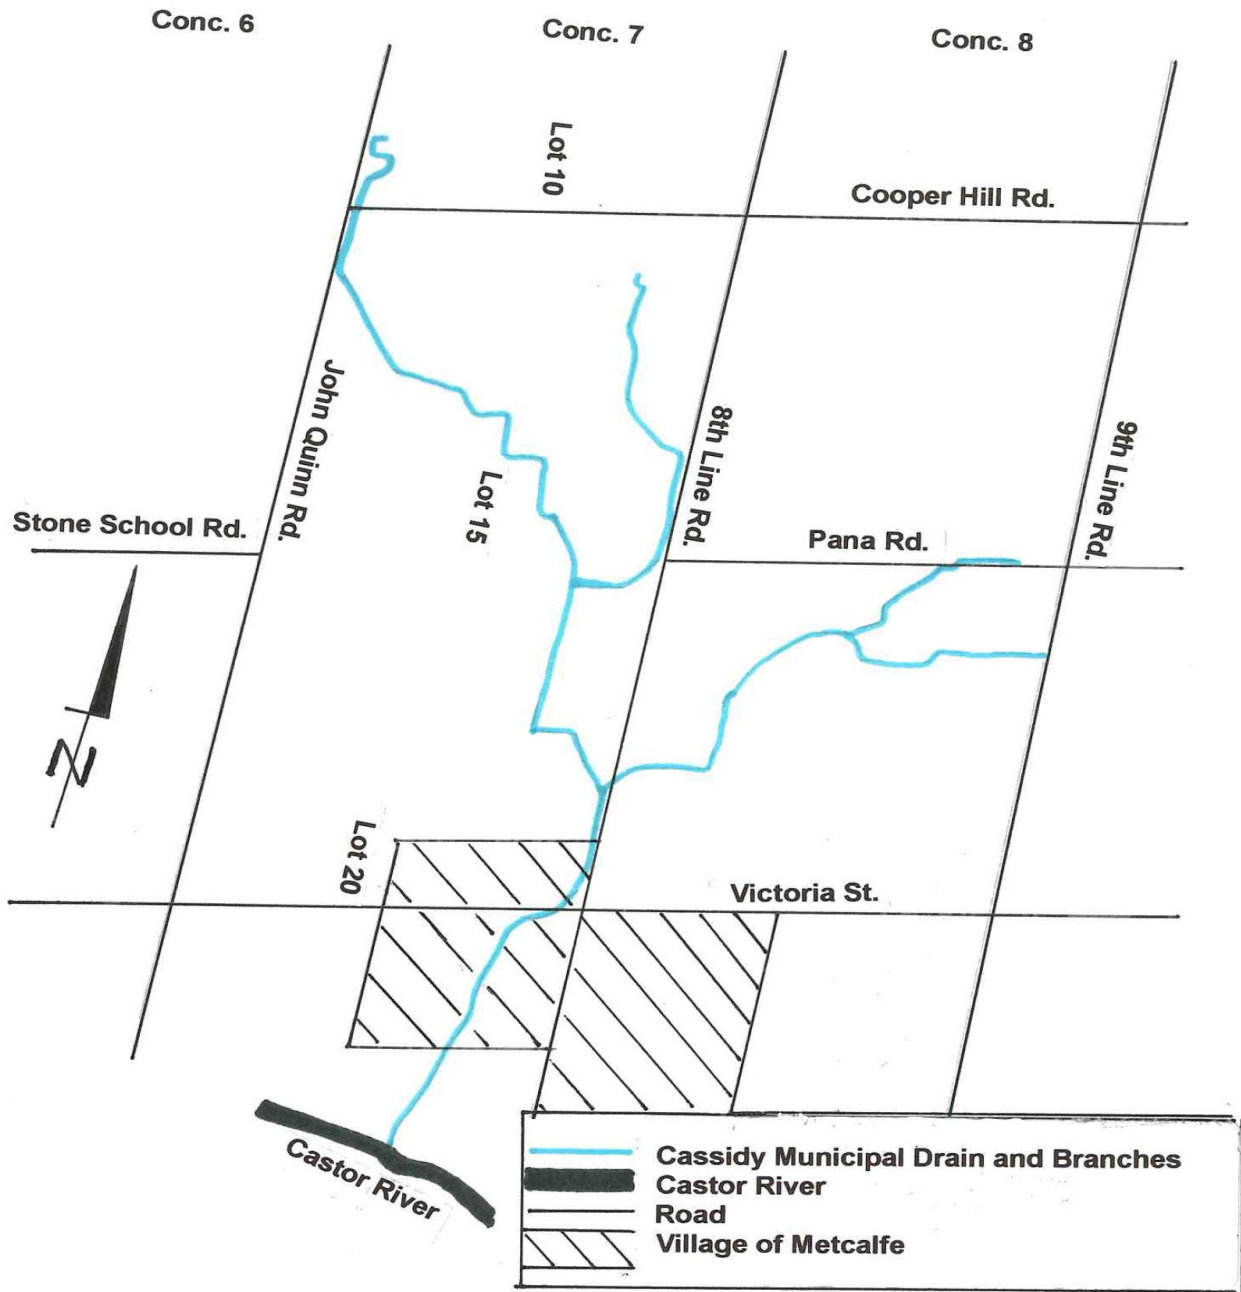 Conc. 6
Conc. 7
Conc. 8
Lot 10
Cooper Hill Rd.
John Quinn Rd.
8th Line Rd.
9th Line Rd.
Lot 15
Stone School Rd.
Pana Rd.
N
Lot 20
Victoria St.
Castor River
Cassidy Municipal Drain and Branches
Castor River
Road
Village of Metcalfe